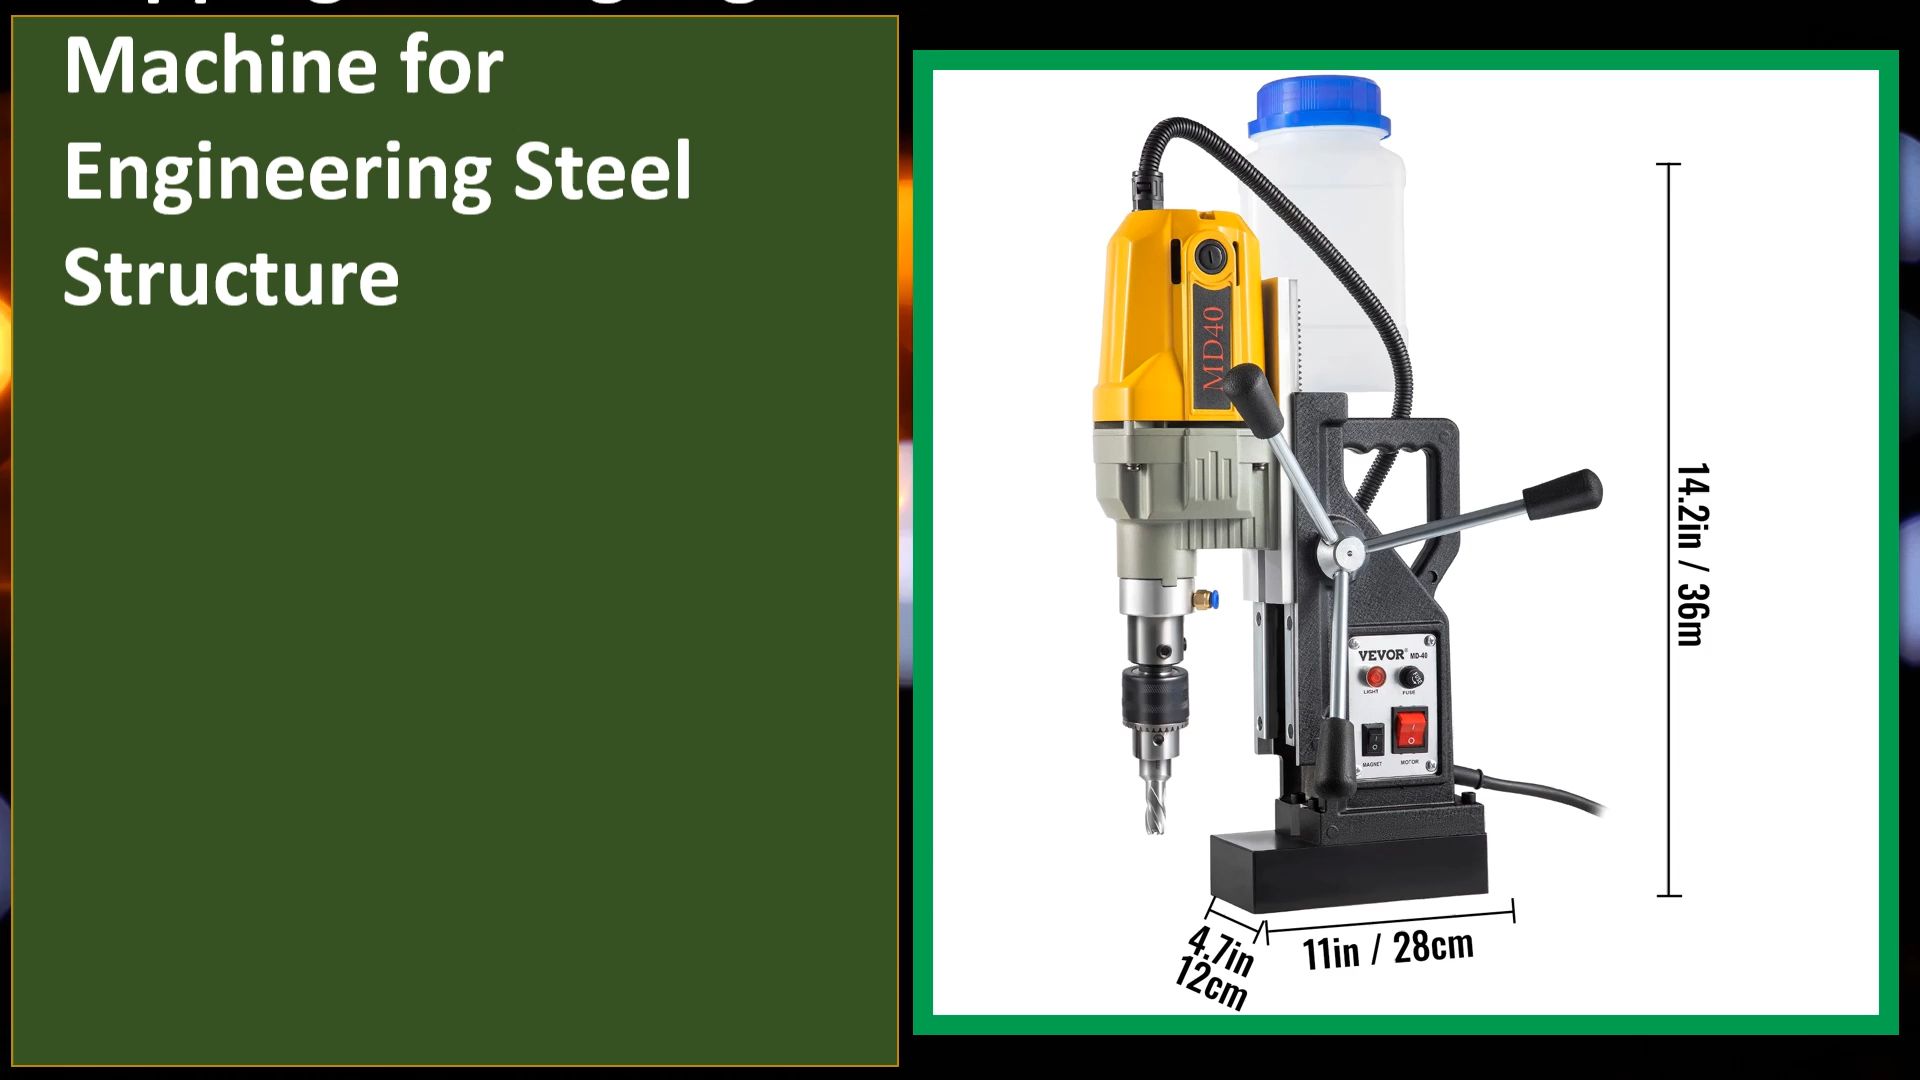 Machine for
Engineering Steel
Structure
MD40
VEVOR® MD-40
LIGHT FUSE
MAGNET MOTOR
14.2in / 36m
4.7in
12cm
11in / 28cm